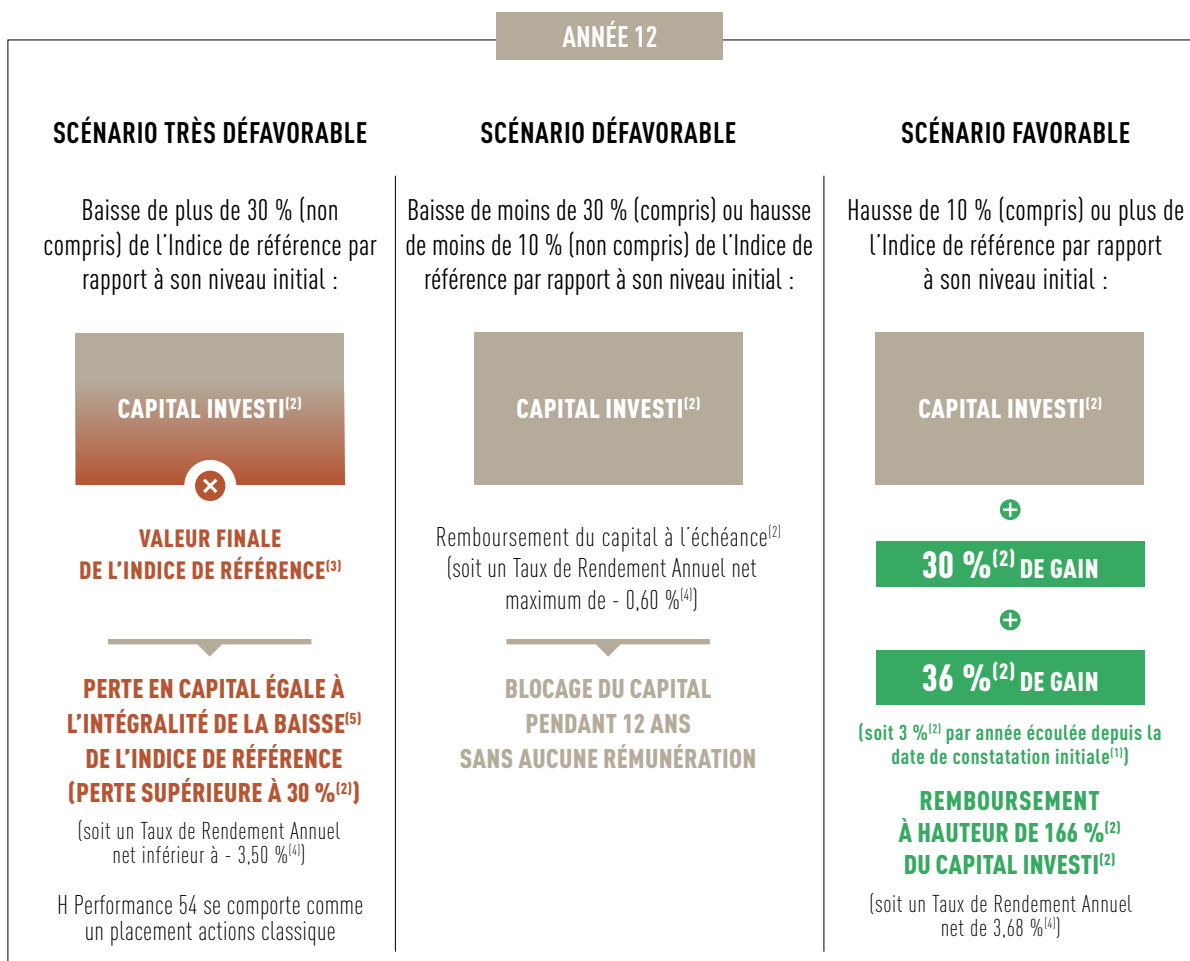 ANNÉE 12
SCÉNARIO TRÈS DÉFAVORABLE
Baisse de plus de 30 % (non
compris) de l'Indice de référence par
rapport à son niveau initial :
CAPITAL INVESTI(2)
VALEUR FINALE
DE L'INDICE DE RÉFÉRENCE(3)
PERTE EN CAPITAL ÉGALE À
L'INTÉGRALITÉ DE LA BAISSE(5)
DE L'INDICE DE RÉFÉRENCE
(PERTE SUPÉRIEURE À 30 %(2))
(soit un Taux de Rendement Annuel
net inférieur à - 3,50 %(4))
H Performance 54 se comporte comme
un placement actions classique
SCÉNARIO DÉFAVORABLE
Baisse de moins de 30 % (compris) ou hausse
de moins de 10 % (non compris) de l'Indice de
référence par rapport à son niveau initial :
CAPITAL INVESTI(2)
Remboursement du capital à l'échéance(2)
(soit un Taux de Rendement Annuel net
maximum de - 0,60 %(4))
BLOCAGE DU CAPITAL
PENDANT 12 ANS
SANS AUCUNE RÉMUNÉRATION
SCÉNARIO FAVORABLE
Hausse de 10 % (compris) ou plus de
l'Indice de référence par rapport
à son niveau initial :
CAPITAL INVESTI(2)
+
30 %(2) DE GAIN
+
36 %(2) DE GAIN
(soit 3 %(2) par année écoulée depuis la
date de constatation initiale(1))
REMBOURSEMENT
À HAUTEUR DE 166 %(2)
DU CAPITAL INVESTI(2)
(soit un Taux de Rendement Annuel
net de 3,68 %(4))